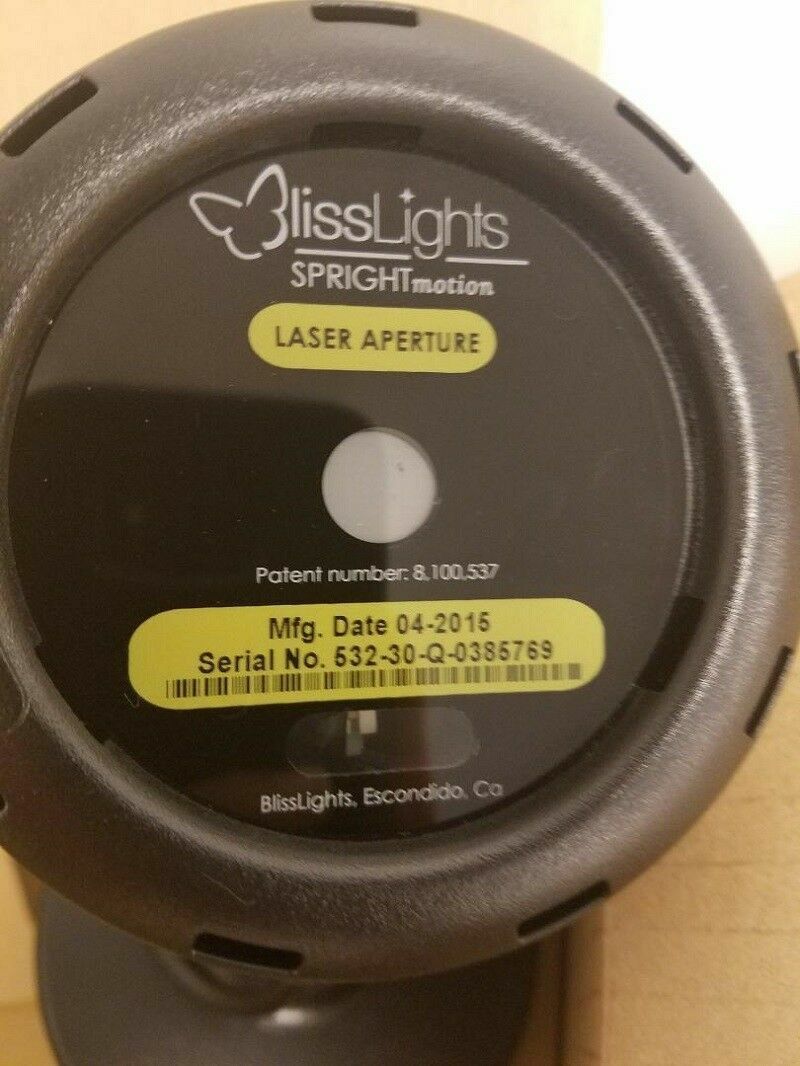 BlissLights
SPRIGHTmotion
LASER APERTURE
Patent number: 8,100,537
Mfg. Date 04-2015
Serial No. 532-30-Q-0385769
BlissLights, Escondido, Ca